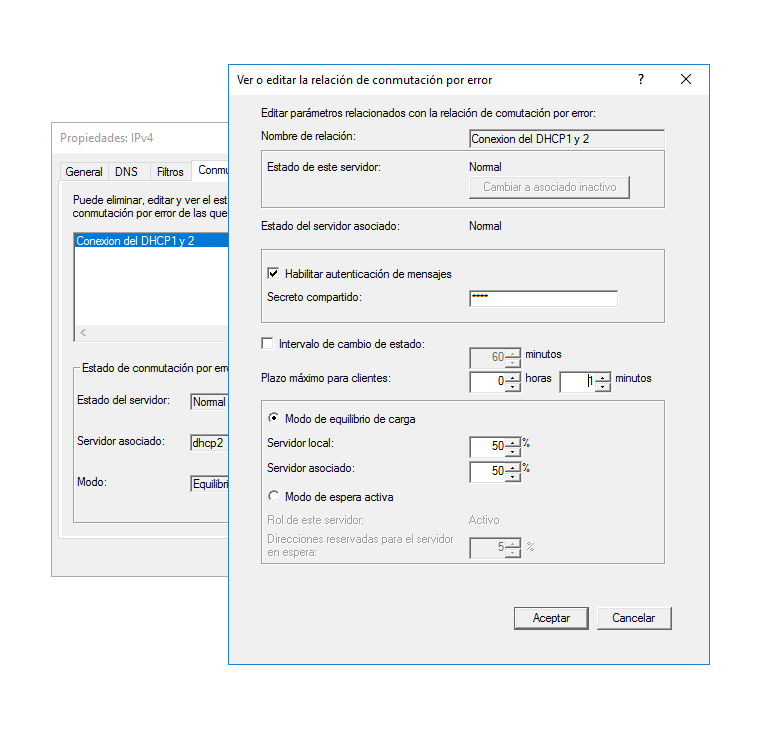 Ver o editar la relación de conmutación por error
?
Propiedades: IPv4
General DNS Filtros Conmu
Puede eliminar, editar y ver el est
conmutación por error de las que
Conexion del DHCP1 y 2
Estado de conmutación por erro
Estado del servidor: Normal
Servidor asociado: dhcp2
Modo: Equilibri
Editar parámetros relacionados con la relación de comutación por error:
Nombre de relación: Conexion del DHCP1 y 2
Estado de este servidor: Normal
Cambiar a asociado inactivo
Estado del servidor asociado: Normal
Habilitar autenticación de mensajes
Secreto compartido: ****
Intervalo de cambio de estado: 60 minutos
Plazo máximo para clientes: 0 horas 1 minutos
Modo de equilibrio de carga
Servidor local: 50 %
Servidor asociado: 50 %
Modo de espera activa
Rol de este servidor: Activo
Direcciones reservadas para el servidor
en espera: 5 %
Aceptar Cancelar